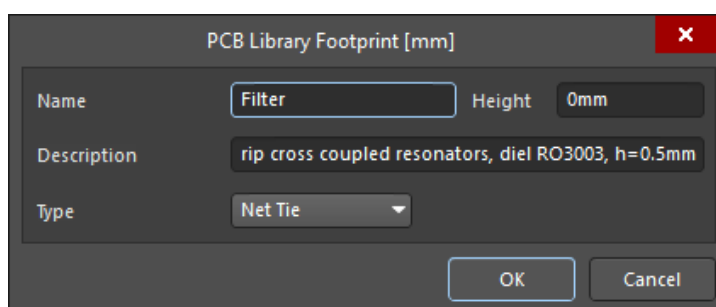 PCB Library Footprint [mm]
Name Filter Height 0mm
Description rip cross coupled resonators, diel RO3003, h=0.5mm
Type Net Tie
OK Cancel